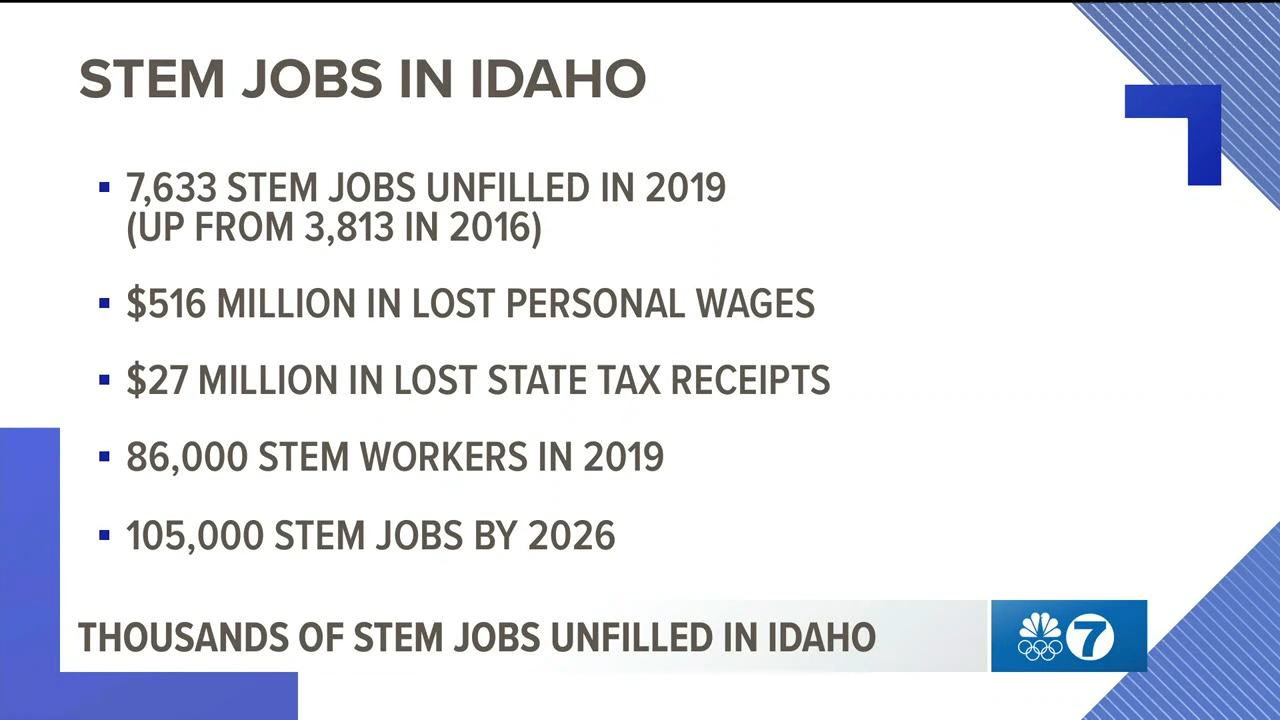 STEM JOBS IN IDAHO
▪ 7,633 STEM JOBS UNFILLED IN 2019
(UP FROM 3,813 IN 2016)
▪ $516 MILLION IN LOST PERSONAL WAGES
▪ $27 MILLION IN LOST STATE TAX RECEIPTS
▪ 86,000 STEM WORKERS IN 2019
▪ 105,000 STEM JOBS BY 2026
THOUSANDS OF STEM JOBS UNFILLED IN IDAHO
7